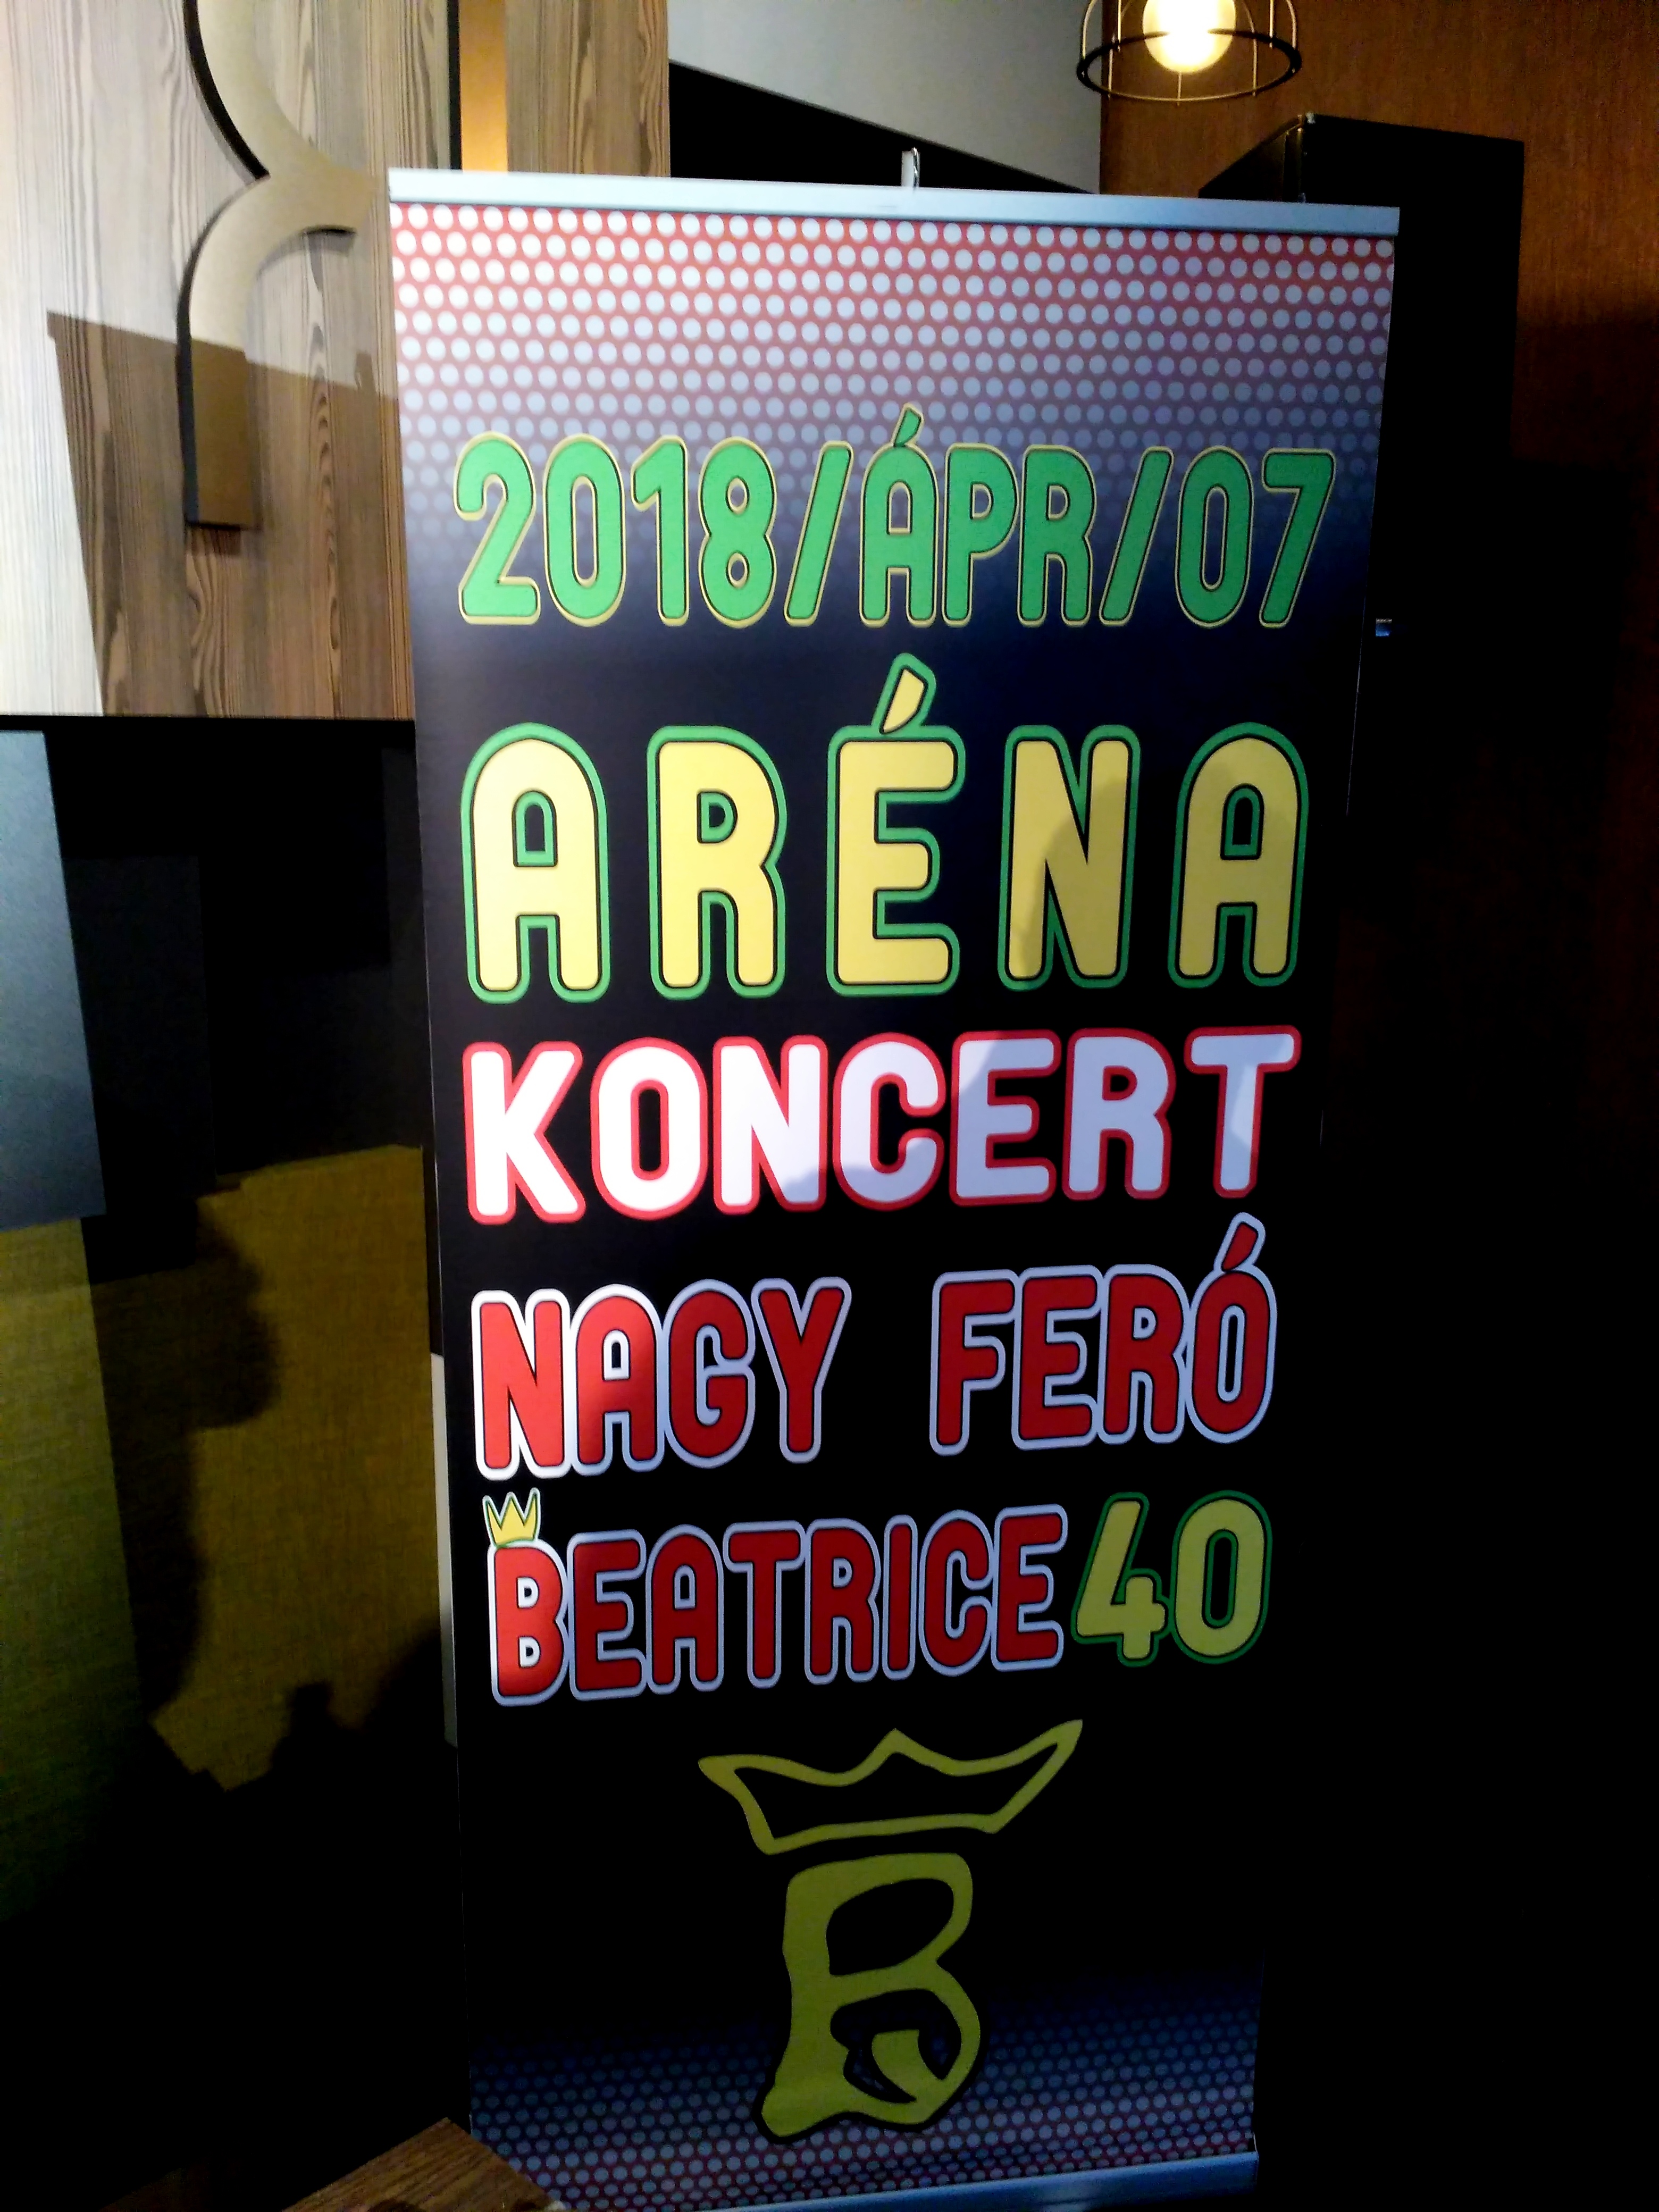 2018/ÁPR/07
ARÉNA
KONCERT
NAGY FERÓ
BEATRICE 40
B